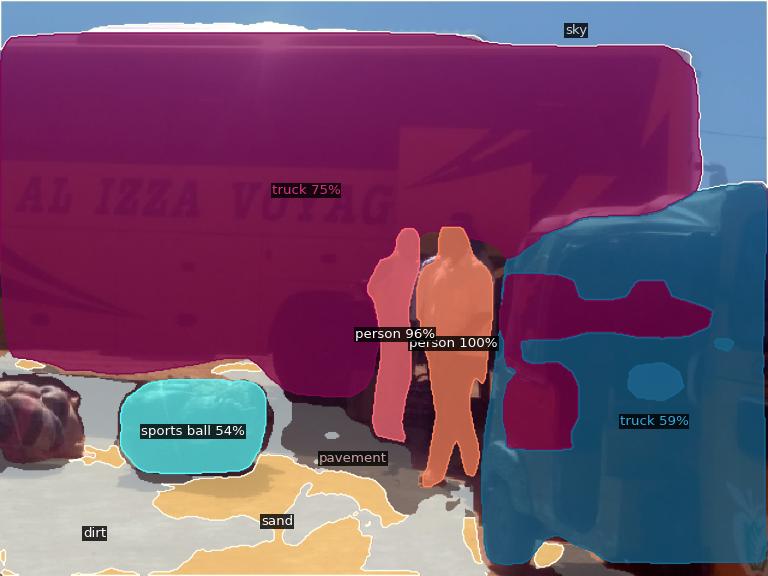 sky
truck 75%
AL IZZA VOYAG
person 96%
person 100%
truck 59%
sports ball 54%
pavement
sand
dirt